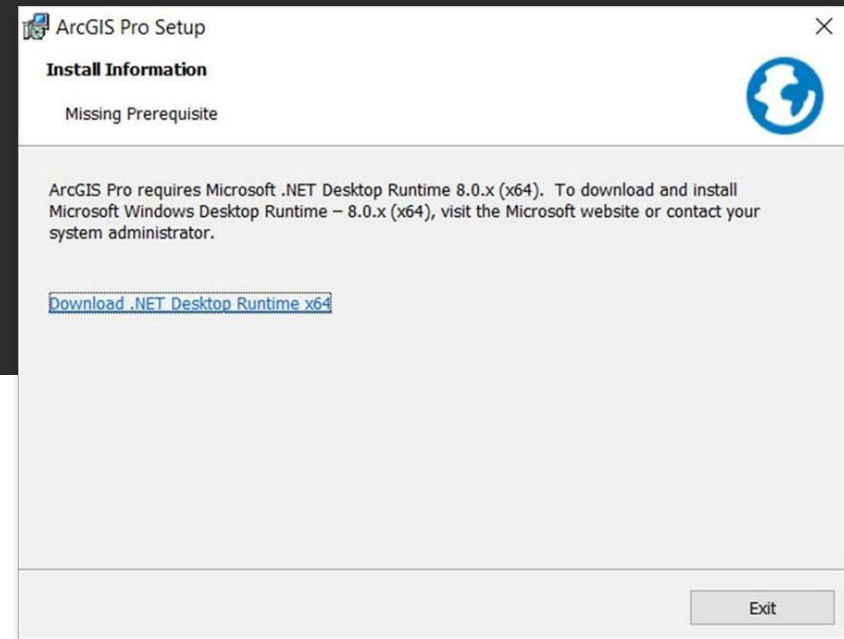 ArcGIS Pro Setup
Install Information
Missing Prerequisite
ArcGIS Pro requires Microsoft .NET Desktop Runtime 8.0.x (x64).  To download and install
Microsoft Windows Desktop Runtime – 8.0.x (x64), visit the Microsoft website or contact your
system administrator.
Download .NET Desktop Runtime x64
Exit